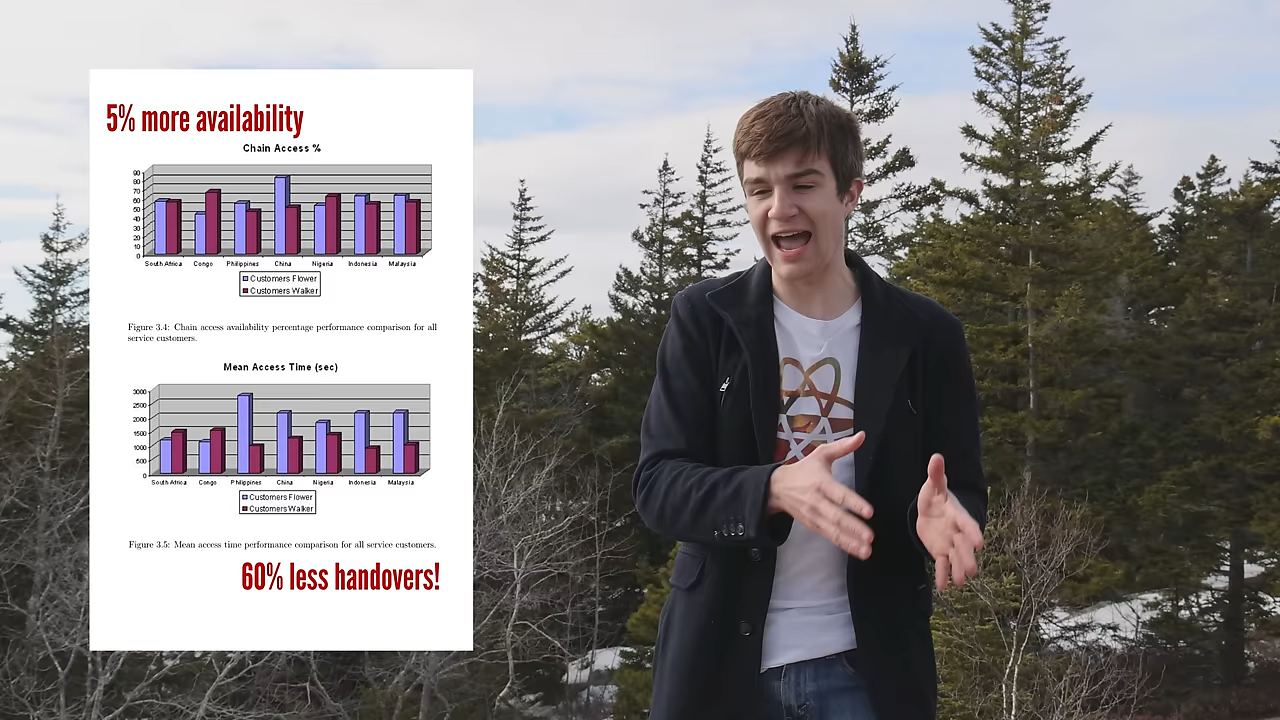 5% more availability
Chain Access %
90
80
70
60
50
40
30
20
10
0
South Africa Congo Philippines China Nigeria Indonesia Malaysia
Customers Flower
Customers Walker
Figure 3.4: Chain access availability percentage performance comparison for all
service customers.
Mean Access Time (sec)
3000
2500
2000
1500
1000
500
0
South Africa Congo Philippines China Nigeria Indonesia Malaysia
Customers Flower
Customers Walker
Figure 3.5: Mean access time performance comparison for all service customers.
60% less handovers!